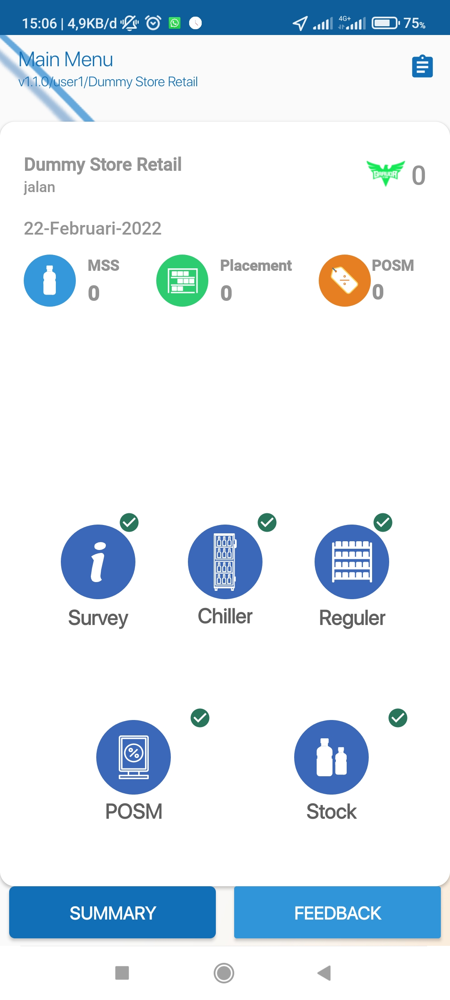 15:06 | 4,9KB/d
4G+
75%
Main Menu
v1.1.0/user1/Dummy Store Retail
Dummy Store Retail
jalan
GARUDA
0
22-Februari-2022
MSS
0
Placement
0
POSM
0
Survey
Chiller
Reguler
POSM
Stock
SUMMARY
FEEDBACK